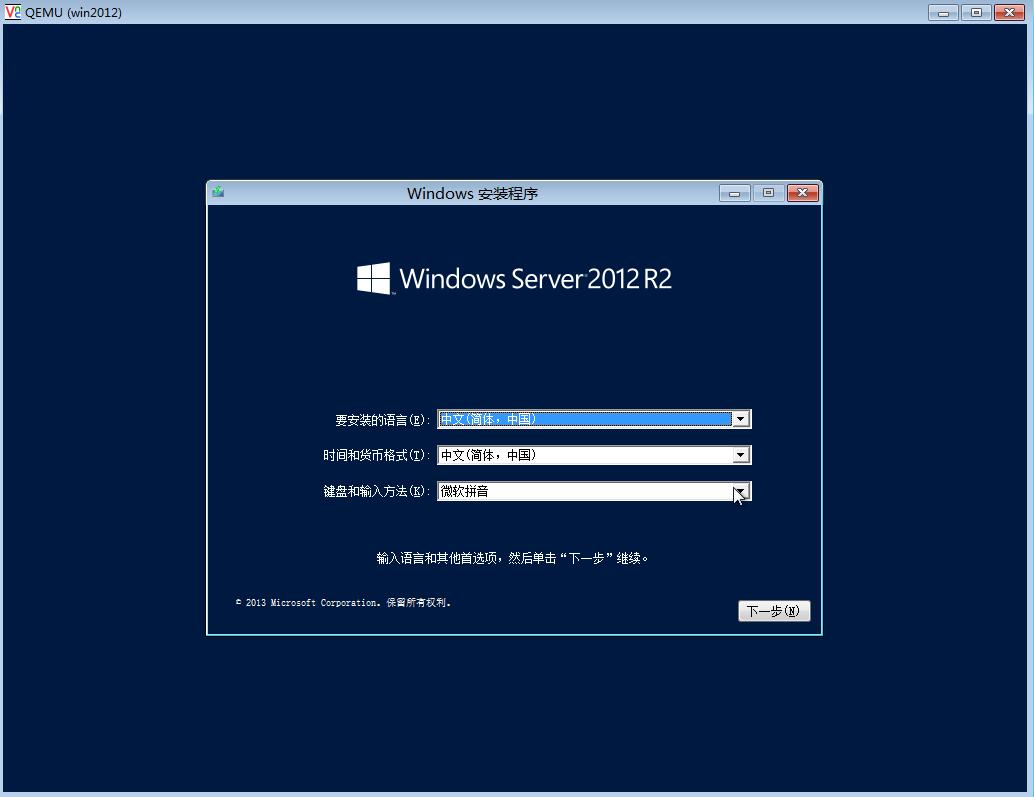 QEMU (win2012)
Windows 安装程序
Windows Server 2012 R2
要安装的语言(E): 中文(简体，中国)
时间和货币格式(T): 中文(简体，中国)
键盘和输入方法(K): 微软拼音
输入语言和其他首选项，然后单击“下一步”继续。
© 2013 Microsoft Corporation. 保留所有权利.
下一步(N)